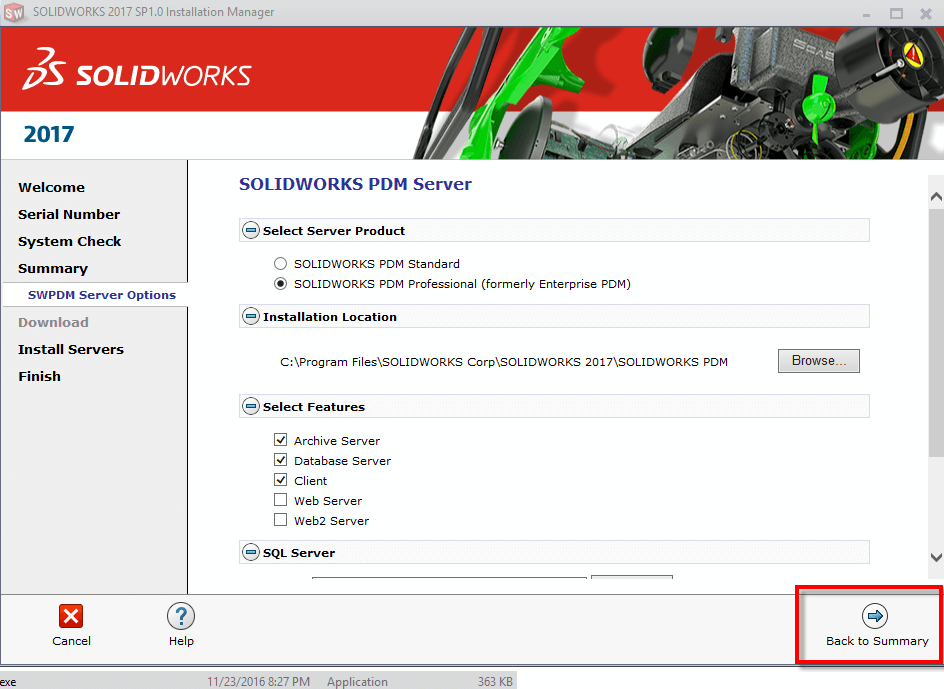 SW SOLIDWORKS 2017 SP1.0 Installation Manager
SOLIDWORKS
2017
Welcome
Serial Number
System Check
Summary
SWPDM Server Options
Download
Install Servers
Finish
SOLIDWORKS PDM Server
Select Server Product
SOLIDWORKS PDM Standard
SOLIDWORKS PDM Professional (formerly Enterprise PDM)
Installation Location
C:\Program Files\SOLIDWORKS Corp\SOLIDWORKS 2017\SOLIDWORKS PDM
Browse...
Select Features
Archive Server
Database Server
Client
Web Server
Web2 Server
SQL Server
Cancel
Help
Back to Summary
exe 11/23/2016 8:27 PM Application 363 KB